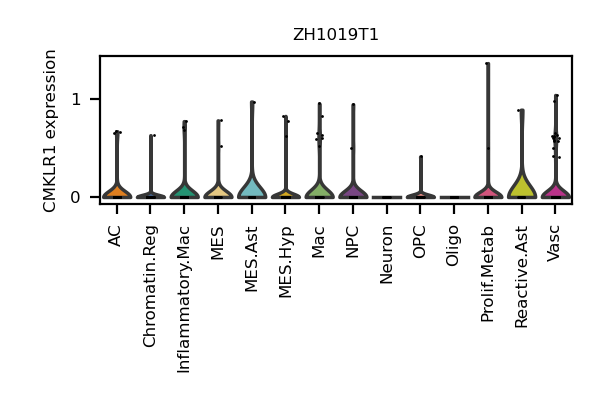 ZH1019T1
CMKLR1 expression
1
0
AC
Chromatin.Reg
Inflammatory.Mac
MES
MES.Ast
MES.Hyp
Mac
NPC
Neuron
OPC
Oligo
Prolif.Metab
Reactive.Ast
Vasc